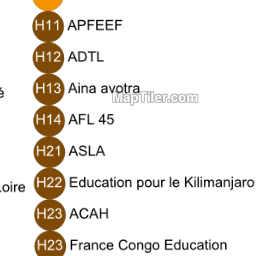 H11 APFEEF
H12 ADTL
H13 Aina avotra
MapTiler.com
H14 AFL 45
H21 ASLA
H22 Education pour le Kilimanjaro
H23 ACAH
H23 France Congo Education